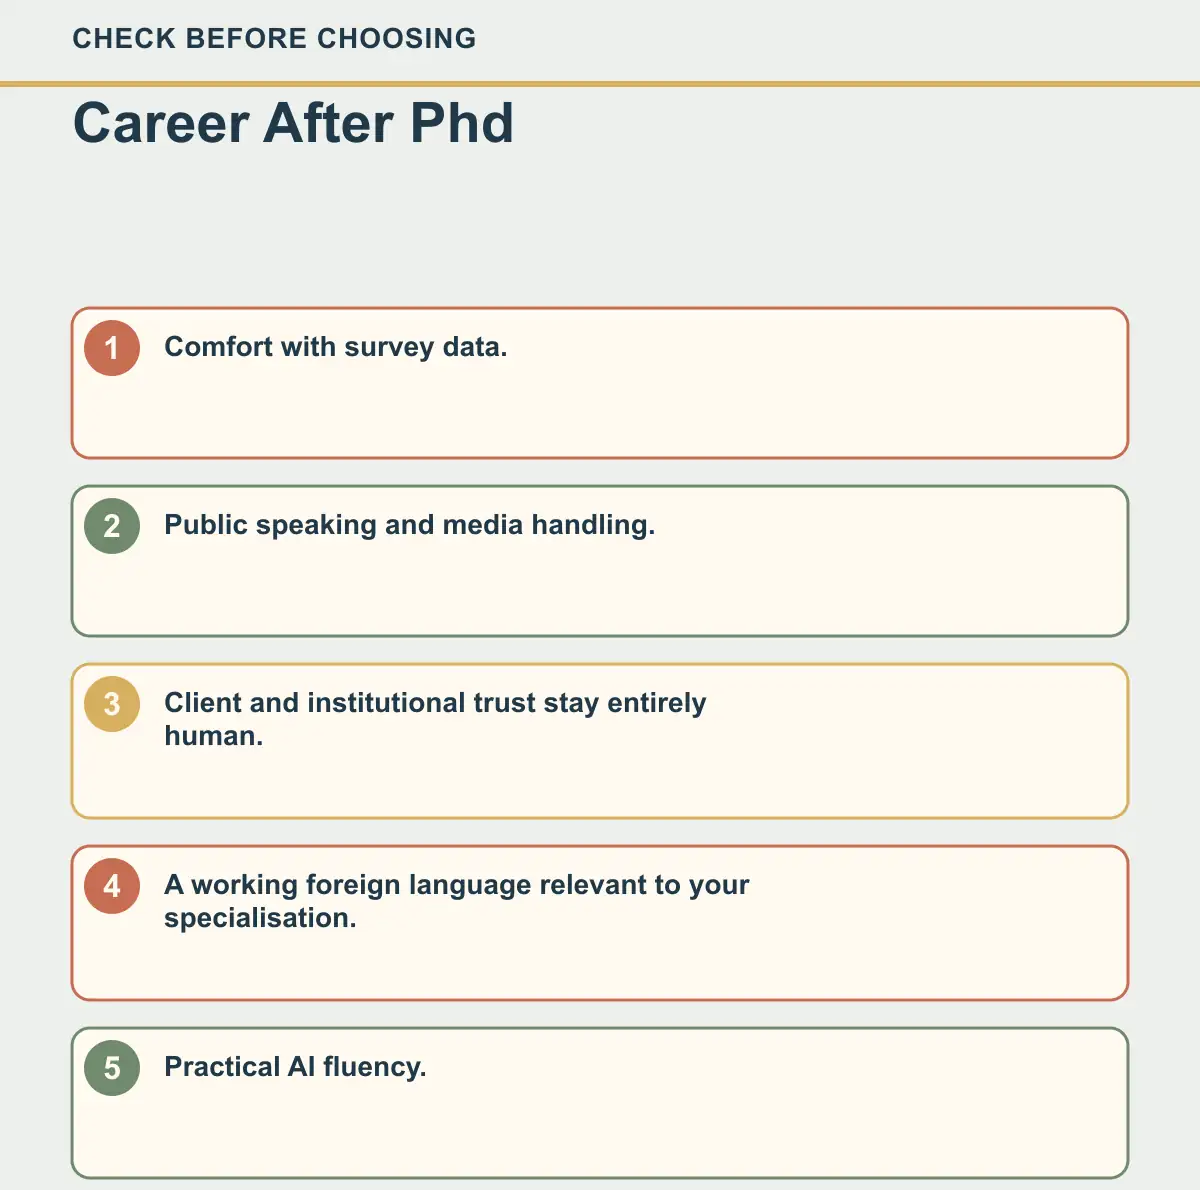 CHECK BEFORE CHOOSING
Career After Phd
1
Comfort with survey data.
2
Public speaking and media handling.
3
Client and institutional trust stay entirely
human.
4
A working foreign language relevant to your
specialisation.
5
Practical AI fluency.